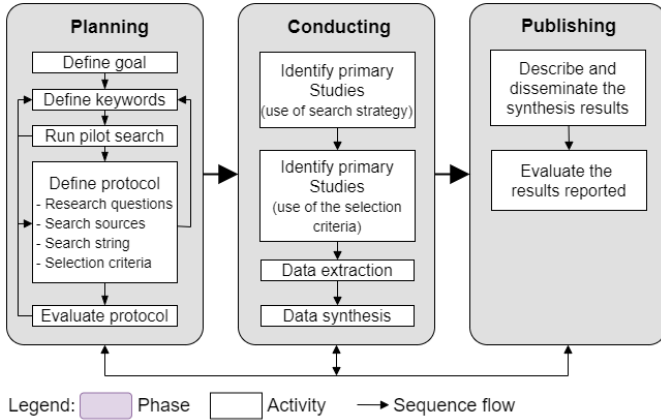 Planning
Define goal
Define keywords
Run pilot search
Define protocol
- Research questions
- Search sources
- Search string
- Selection criteria
Evaluate protocol
Conducting
Identify primary
Studies
(use of search strategy)
Identify primary
Studies
(use of the selection
criteria)
Data extraction
Data synthesis
Publishing
Describe and
disseminate the
synthesis results
Evaluate the
results reported
Legend: Phase Activity Sequence flow